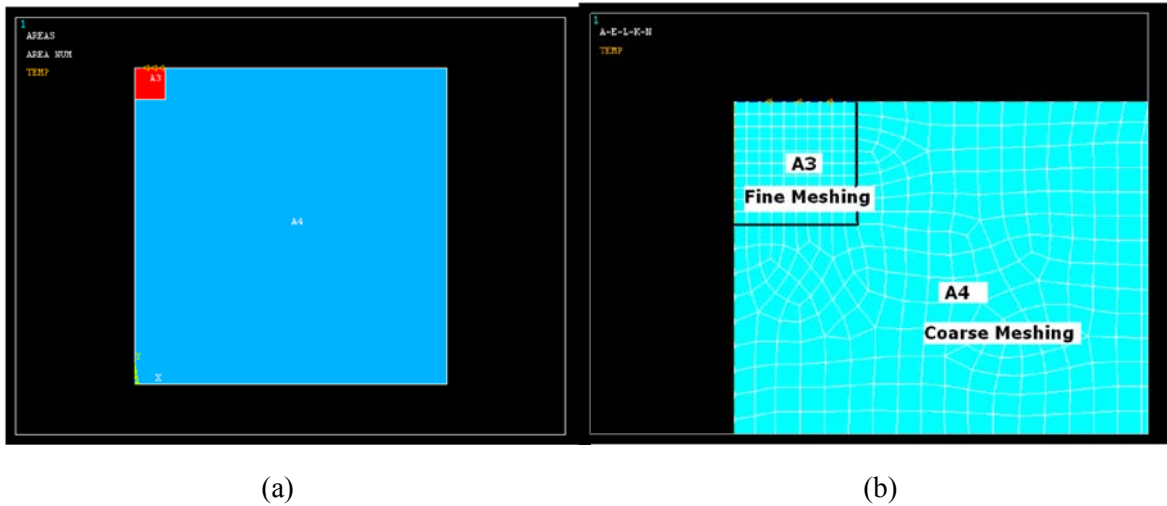 1
AREAS
AREA NUM
TEMP
A3
A4
Y
X
1
A-E-L-K-N
TEMP
A3
Fine Meshing
A4
Coarse Meshing
(a)
(b)